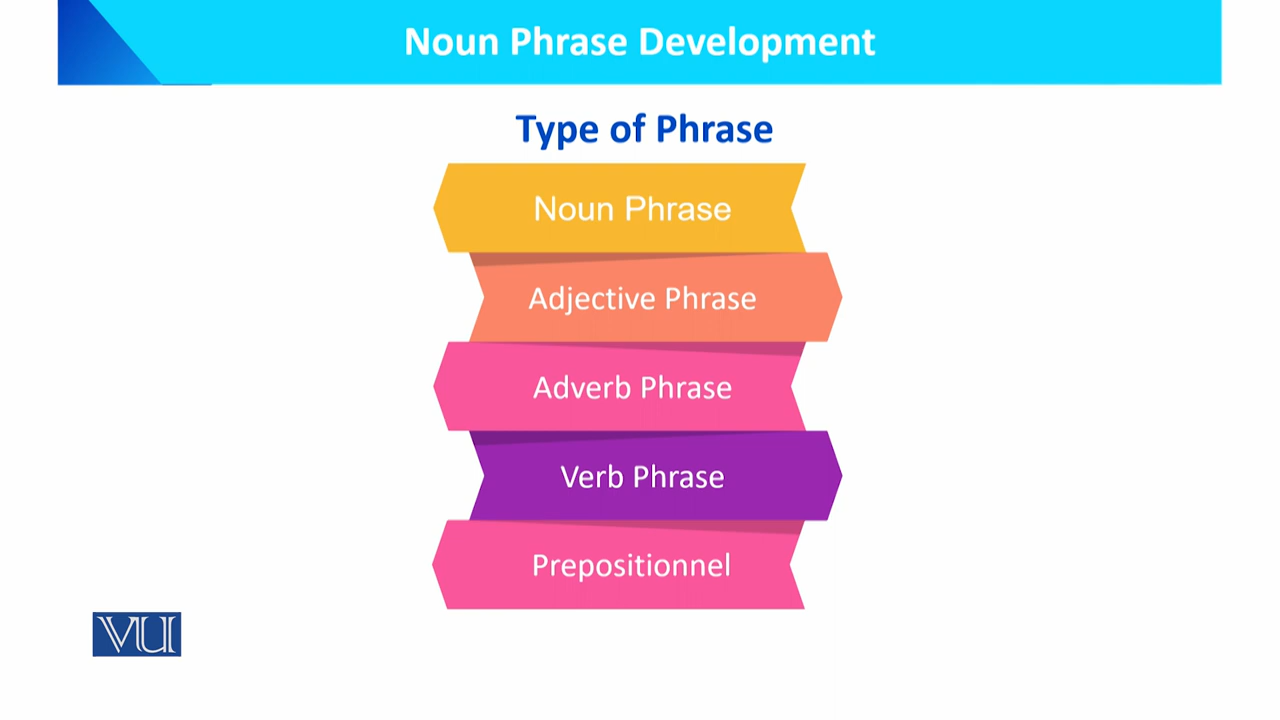 Noun Phrase Development
Type of Phrase
Noun Phrase
Adjective Phrase
Adverb Phrase
Verb Phrase
Prepositionnel
VU